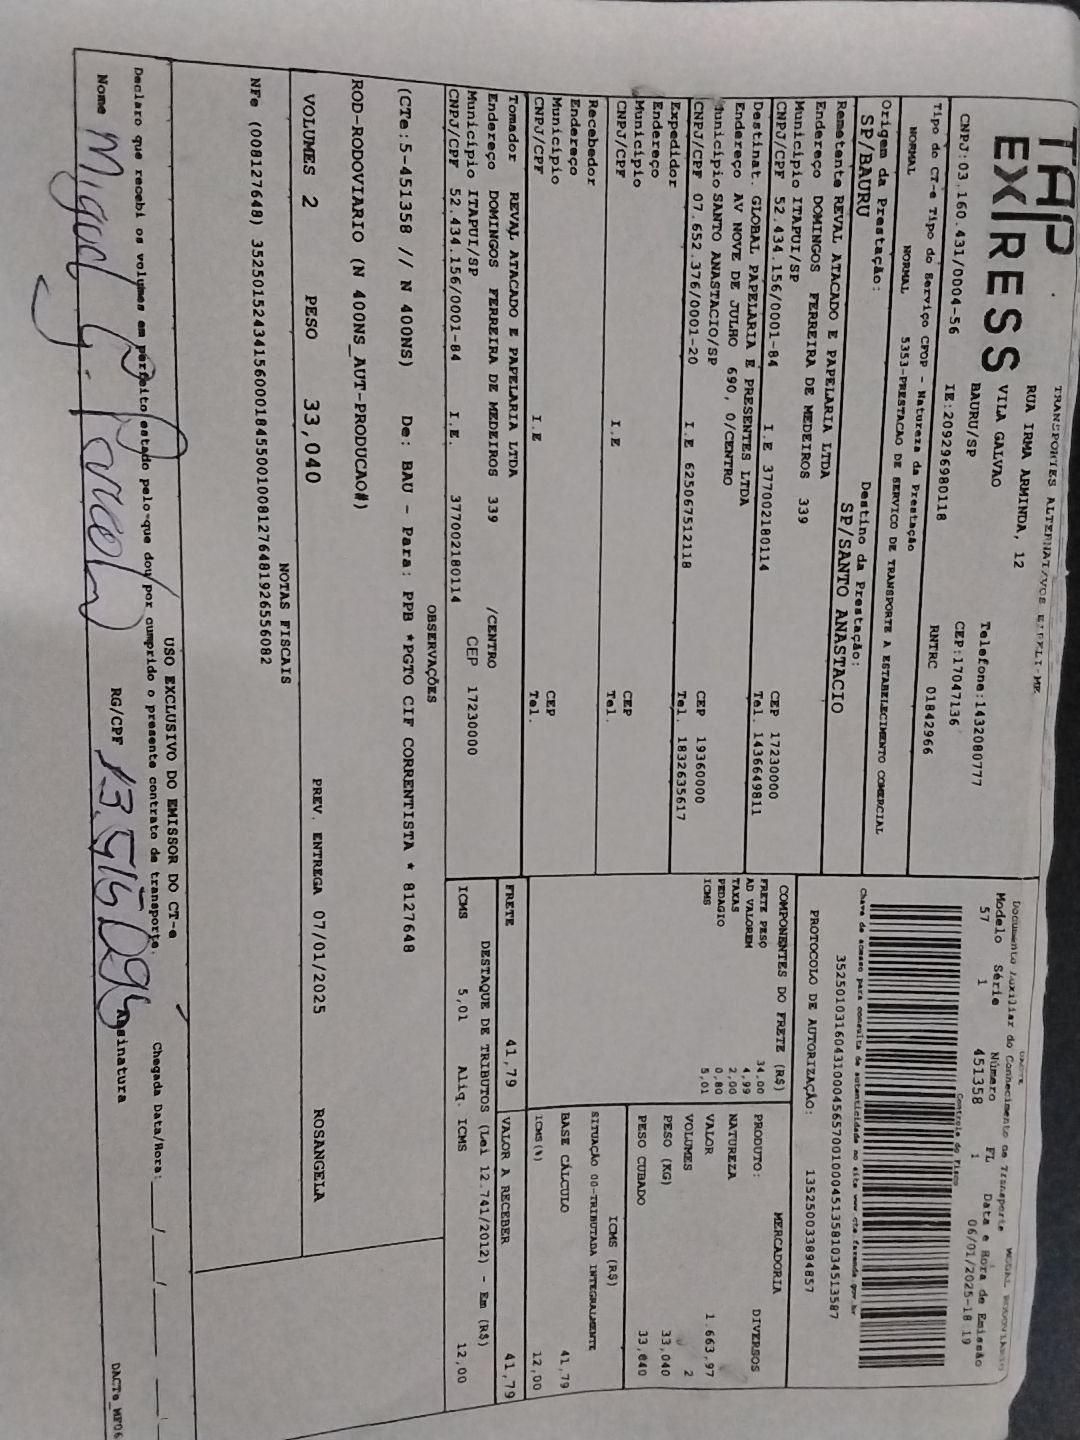 TAP
EX/RESS
TRANSPORTES ALTERNATIVOS EIRELI-ME
RUA IRMA ARMINDA, 12
VILA GALVAO
BAURU/SP
Telefone:1432080777
CEP:17047136
CNPJ:03.160.431/0004-56 IE:209296980118 RNTRC 01842966
Tipo do CT-e Tipo do Serviço CFOP - Natureza da Prestação
NORMAL NORMAL 5353-PRESTACAO DE SERVICO DE TRANSPORTE A ESTABELECIMENTO COMERCIAL
Origem da Prestação: Destino da Prestação:
SP/BAURU SP/SANTO ANASTACIO
DACTE
Documento Auxiliar do Conhecimento de Transporte MODAL RODOVIARIO
Modelo Série Número FL Data e Hora de Emissão
57 1 451358 1 06/01/2025-18:19
Controle do Fisco
Chave de acesso para consulta de autenticidade no site www.cte.fazenda.gov.br
35250103160431000456570010004513581034513587
PROTOCOLO DE AUTORIZAÇÃO: 135250033894857
Remetente REVAL ATACADO E PAPELARIA LTDA
Endereço DOMINGOS FERREIRA DE MEDEIROS 339
Municipio ITAPUI/SP CEP 17230000
CNPJ/CPF 52.434.156/0001-84 I.E 377002180114 Tel. 1436649811
Destinat. GLOBAL PAPELARIA E PRESENTES LTDA
Endereço AV NOVE DE JULHO 690, 0/CENTRO
Municipio SANTO ANASTACIO/SP CEP 19360000
CNPJ/CPF 07.652.376/0001-20 I.E 625067512118 Tel. 1832635617
Expedidor
Endereço
Municipio CEP
CNPJ/CPF I.E Tel.
Recebedor
Endereço
Municipio CEP
CNPJ/CPF I.E Tel.
Tomador REVAL ATACADO E PAPELARIA LTDA
Endereço DOMINGOS FERREIRA DE MEDEIROS 339 /CENTRO
Municipio ITAPUI/SP CEP 17230000
CNPJ/CPF 52.434.156/0001-84 I.E. 377002180114
COMPONENTES DO FRETE (R$)
FRETE PESO 34,00
AD VALOREM 4,99
TAXAS 2,00
PEDAGIO 0,80
ICMS 5,01
MERCADORIA
PRODUTO: DIVERSOS
NATUREZA
VALOR 1.663,97
VOLUMES 2
PESO (KG) 33,040
PESO CUBADO 33,040
ICMS (R$)
SITUAÇÃO 00-TRIBUTADA INTEGRALMENTE
BASE CÁLCULO 41,79
ICMS(%) 12,00
FRETE 41,79 VALOR A RECEBER 41,79
DESTAQUE DE TRIBUTOS (Lei 12.741/2012) - Em (R$)
ICMS 5,01 Aliq. ICMS 12,00
OBSERVAÇÕES
(CTe:5-451358 // N 400NS) De: BAU - Para: PPB *PGTO CIF CORRENTISTA * 8127648
ROD-RODOVIARIO (N 400NS_AUT-PRODUCAO#)
VOLUMES 2 PESO 33,040 PREV. ENTREGA 07/01/2025 ROSANGELA
NOTAS FISCAIS
NFe (008127648) 35250152434156000184550010081276481926556082
USO EXCLUSIVO DO EMISSOR DO CT-e
Declaro que recebi os volumes em perfeito estado pelo-que dou por cumprido o presente contrato de transporte. Chegada Data/Hora: / /
Nome Miguel RG/CPF Assinatura
DACTe_MF06